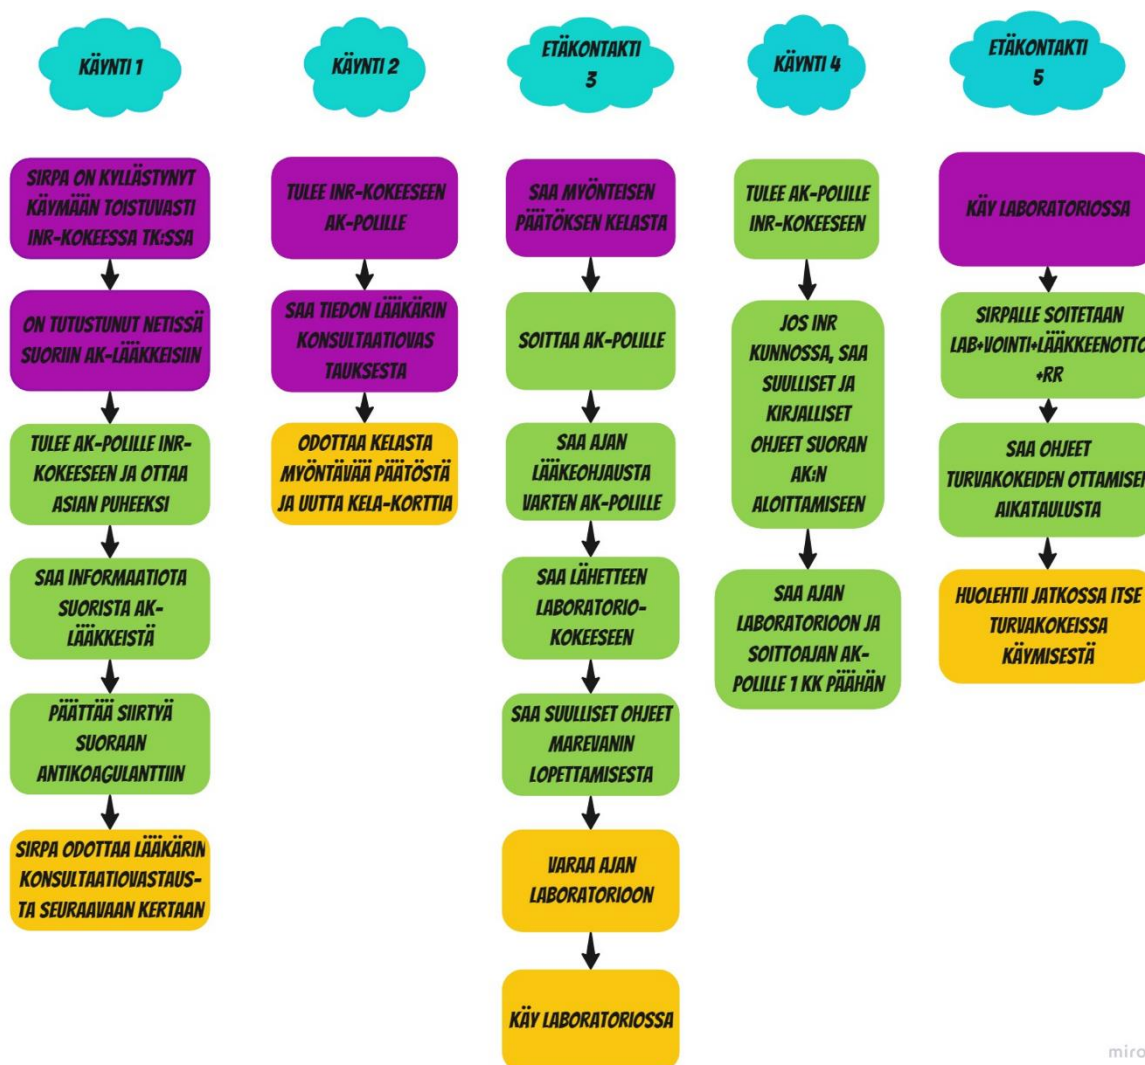 KÄYNTI 1
SIRPA ON KYLLÄSTYNYT
KÄYMÄÄN TOISTUVASTI
INR-KOKEESSA TK:SSA
ON TUTUSTUNUT NETISSÄ
SUORIIN AK-LÄÄKKEISIIN
TULEE AK-POLILLE INR-
KOKEESEEN JA OTTAA
ASIAN PUHEEKSI
SAA INFORMAATIOTA
SUORISTA AK-
LÄÄKKEISTÄ
PÄÄTTÄÄ SIIRTYÄ
SUORAAN
ANTIKOAGULANTTIIN
SIRPA ODOTTAA LÄÄKÄRIN
KONSULTAATIOVASTAUS-
TA SEURAAVAAN KERTAAN
KÄYNTI 2
TULEE INR-KOKEESEEN
AK-POLILLE
SAA TIEDON LÄÄKÄRIN
KONSULTAATIOVAS
TAUKSESTA
ODOTTAA KELASTA
MYÖNTÄVÄÄ PÄÄTÖSTÄ
JA UUTTA KELA-KORTTIA
ETÄKONTAKTI
3
SAA MYÖNTEISEN
PÄÄTÖKSEN KELASTA
SOITTAA AK-POLILLE
SAA AJAN
LÄÄKEOHJAUSTA
VARTEN AK-POLILLE
SAA LÄHETTEEN
LABORATORIO-
KOKEESEEN
SAA SUULLISET OHJEET
MAREVANIN
LOPETTAMISESTA
VARAA AJAN
LABORATORIOON
KÄY LABORATORIOSSA
KÄYNTI 4
TULEE AK-POLILLE
INR-KOKEESEEN
JOS INR
KUNNOSSA, SAA
SUULLISET JA
KIRJALLISET
OHJEET SUORAN
AK:N
ALOITTAMISEEN
SAA AJAN
LABORATORIOON JA
SOITTOAJAN AK-
POLILLE 1 KK PÄÄHÄN
ETÄKONTAKTI
5
KÄY LABORATORIOSSA
SIRPALLE SOITETAAN
LAB+VOINTI+LÄÄKKEENOTTO
+RR
SAA OHJEET
TURVAKOKEIDEN OTTAMISEN
AIKATAULUSTA
HUOLEHTII JATKOSSA ITSE
TURVAKOKEISSA
KÄYMISESTÄ
miro